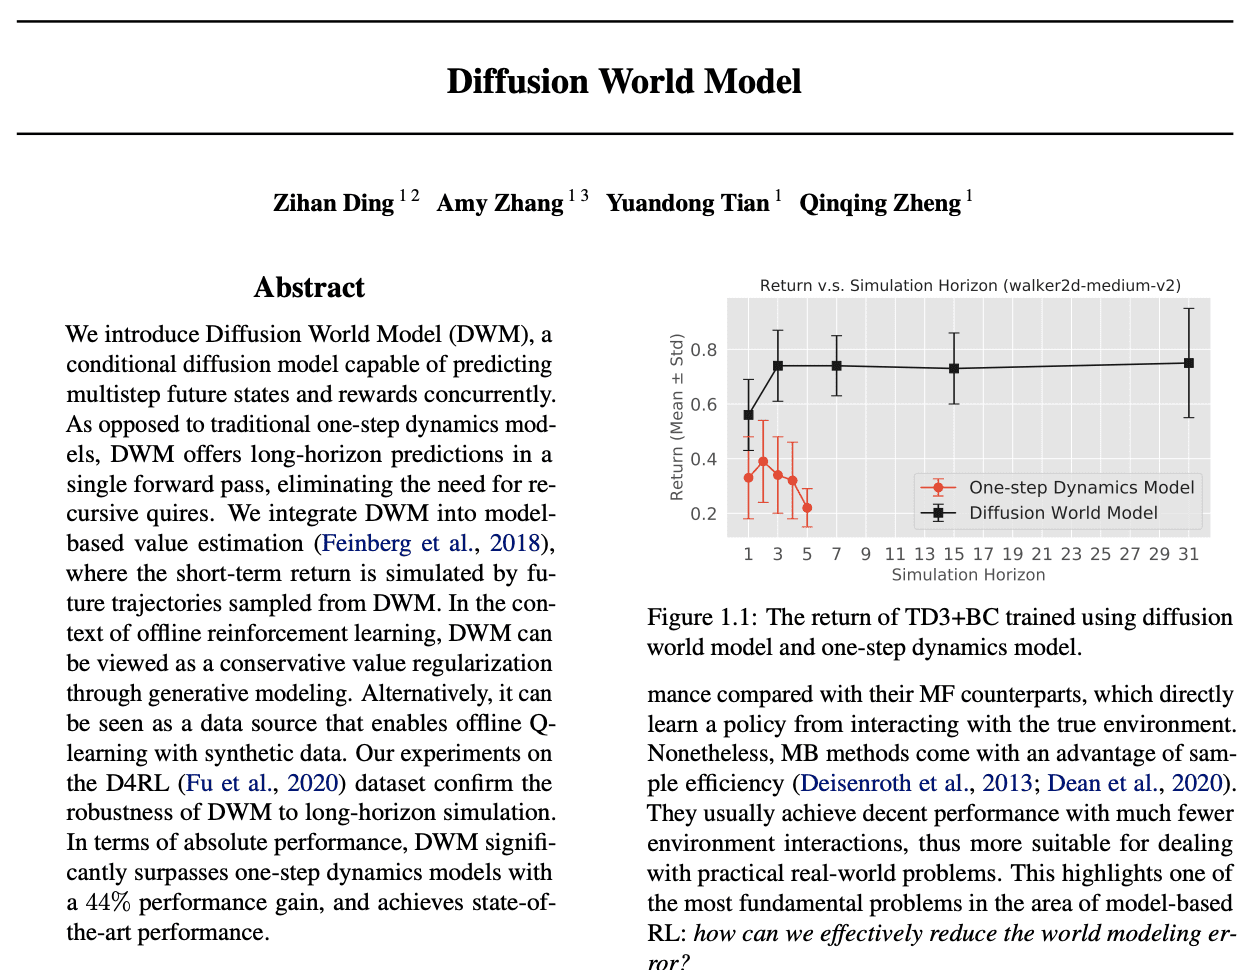 Diffusion World Model
Zihan Ding 1 2 Amy Zhang 1 3 Yuandong Tian 1 Qinqing Zheng 1
Abstract
We introduce Diffusion World Model (DWM), a
conditional diffusion model capable of predicting
multistep future states and rewards concurrently.
As opposed to traditional one-step dynamics mod-
els, DWM offers long-horizon predictions in a
single forward pass, eliminating the need for re-
cursive quires. We integrate DWM into model-
based value estimation (Feinberg et al., 2018),
where the short-term return is simulated by fu-
ture trajectories sampled from DWM. In the con-
text of offline reinforcement learning, DWM can
be viewed as a conservative value regularization
through generative modeling. Alternatively, it can
be seen as a data source that enables offline Q-
learning with synthetic data. Our experiments on
the D4RL (Fu et al., 2020) dataset confirm the
robustness of DWM to long-horizon simulation.
In terms of absolute performance, DWM signifi-
cantly surpasses one-step dynamics models with
a 44% performance gain, and achieves state-of-
the-art performance.
Return v.s. Simulation Horizon (walker2d-medium-v2)
Return (Mean ± Std)
0.8
0.6
0.4
0.2
One-step Dynamics Model
Diffusion World Model
1 3 5 7 9 11 13 15 17 19 21 23 25 27 29 31
Simulation Horizon
Figure 1.1: The return of TD3+BC trained using diffusion
world model and one-step dynamics model.
mance compared with their MF counterparts, which directly
learn a policy from interacting with the true environment.
Nonetheless, MB methods come with an advantage of sam-
ple efficiency (Deisenroth et al., 2013; Dean et al., 2020).
They usually achieve decent performance with much fewer
environment interactions, thus more suitable for dealing
with practical real-world problems. This highlights one of
the most fundamental problems in the area of model-based
RL: how can we effectively reduce the world modeling er-
ror?